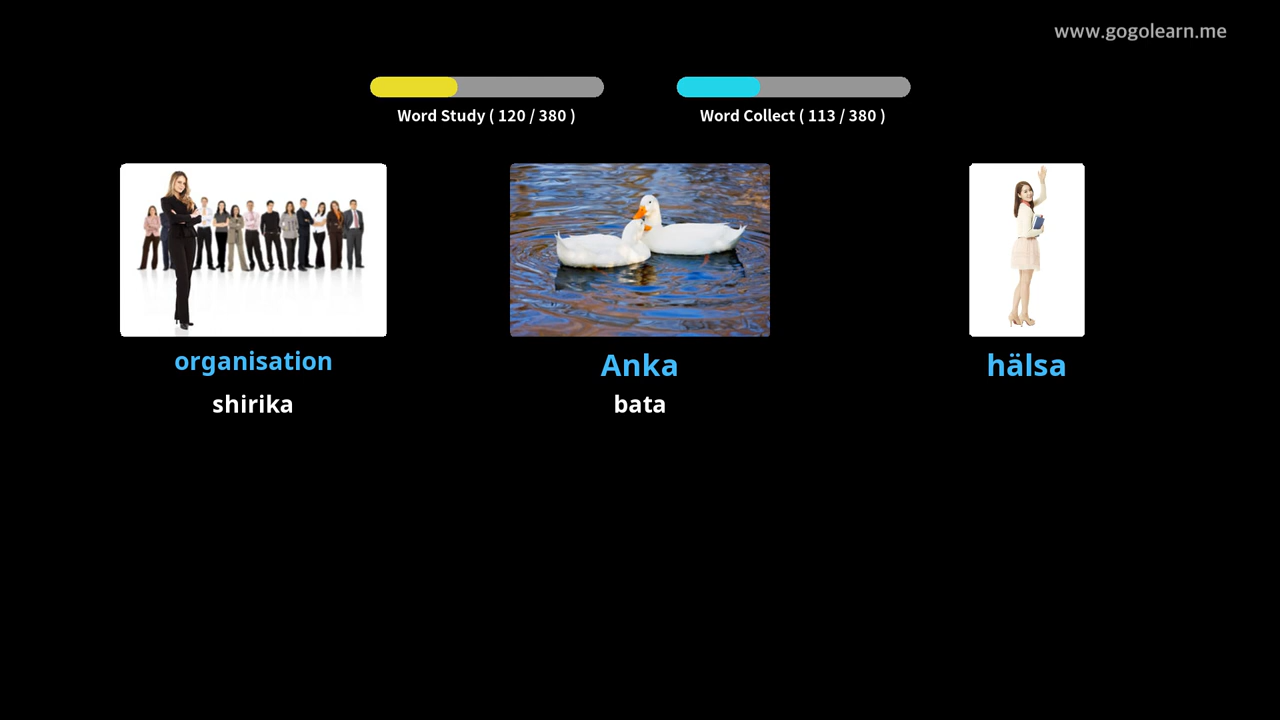 www.gogolearn.me
Word Study ( 120 / 380 )
Word Collect ( 113 / 380 )
organisation
shirika
Anka
bata
hälsa